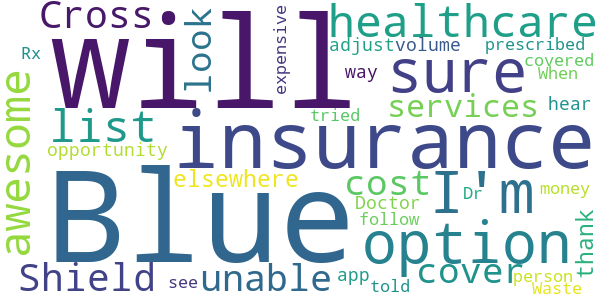 Cross
will
look
expensive
healthcare
Rx
adjust
volume
prescribed
way
sure
covered
When
awesome
list
insurance
tried
services
hear
opportunity
Blue
elsewhere
cost
I'm
Dr
money
Doctor
follow
option
thank
Shield
see
unable
app
told
cover
person
Waste